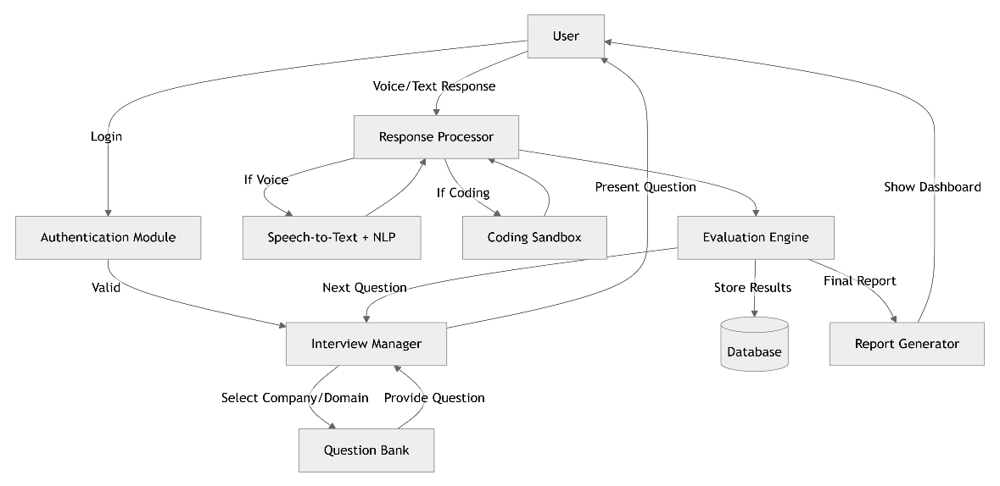 User
Voice/Text Response
Login
Response Processor
If Voice
If Coding
Present Question
Show Dashboard
Authentication Module
Speech-to-Text + NLP
Coding Sandbox
Evaluation Engine
Valid
Next Question
Store Results
Final Report
Interview Manager
Database
Report Generator
Select Company/Domain
Provide Question
Question Bank